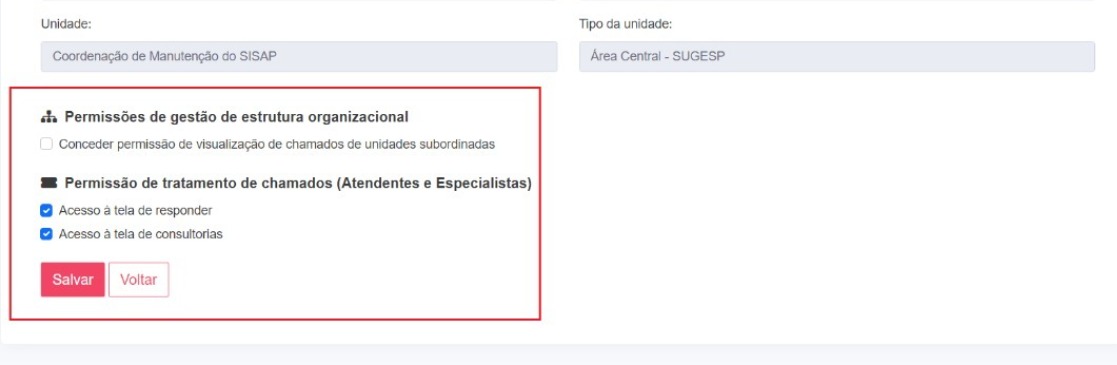 Unidade:
Tipo da unidade:
Coordenação de Manutenção do SISAP
Área Central - SUGESP
Permissões de gestão de estrutura organizacional
Conceder permissão de visualização de chamados de unidades subordinadas
Permissão de tratamento de chamados (Atendentes e Especialistas)
Acesso à tela de responder
Acesso à tela de consultorias
Salvar
Voltar